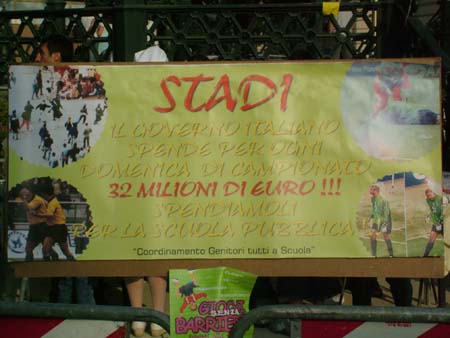 STADI
IL GOVERNO ITALIANO
SPENDE PER OGNI
DOMENICA DI CAMPIONATO
32 MILIONI DI EURO !!!
SPENDIAMOLI
PER LA SCUOLA PUBBLICA !
"Coordinamento Genitori tutti a Scuola"
GIOCHI
SENZA
BARRIERE